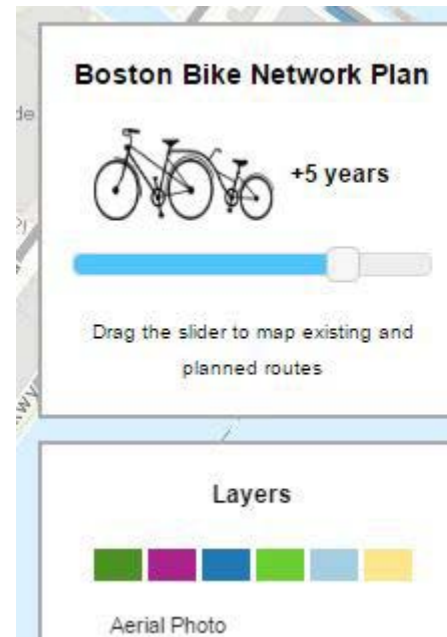 Boston Bike Network Plan
+5 years
Drag the slider to map existing and
planned routes
Layers
Aerial Photo